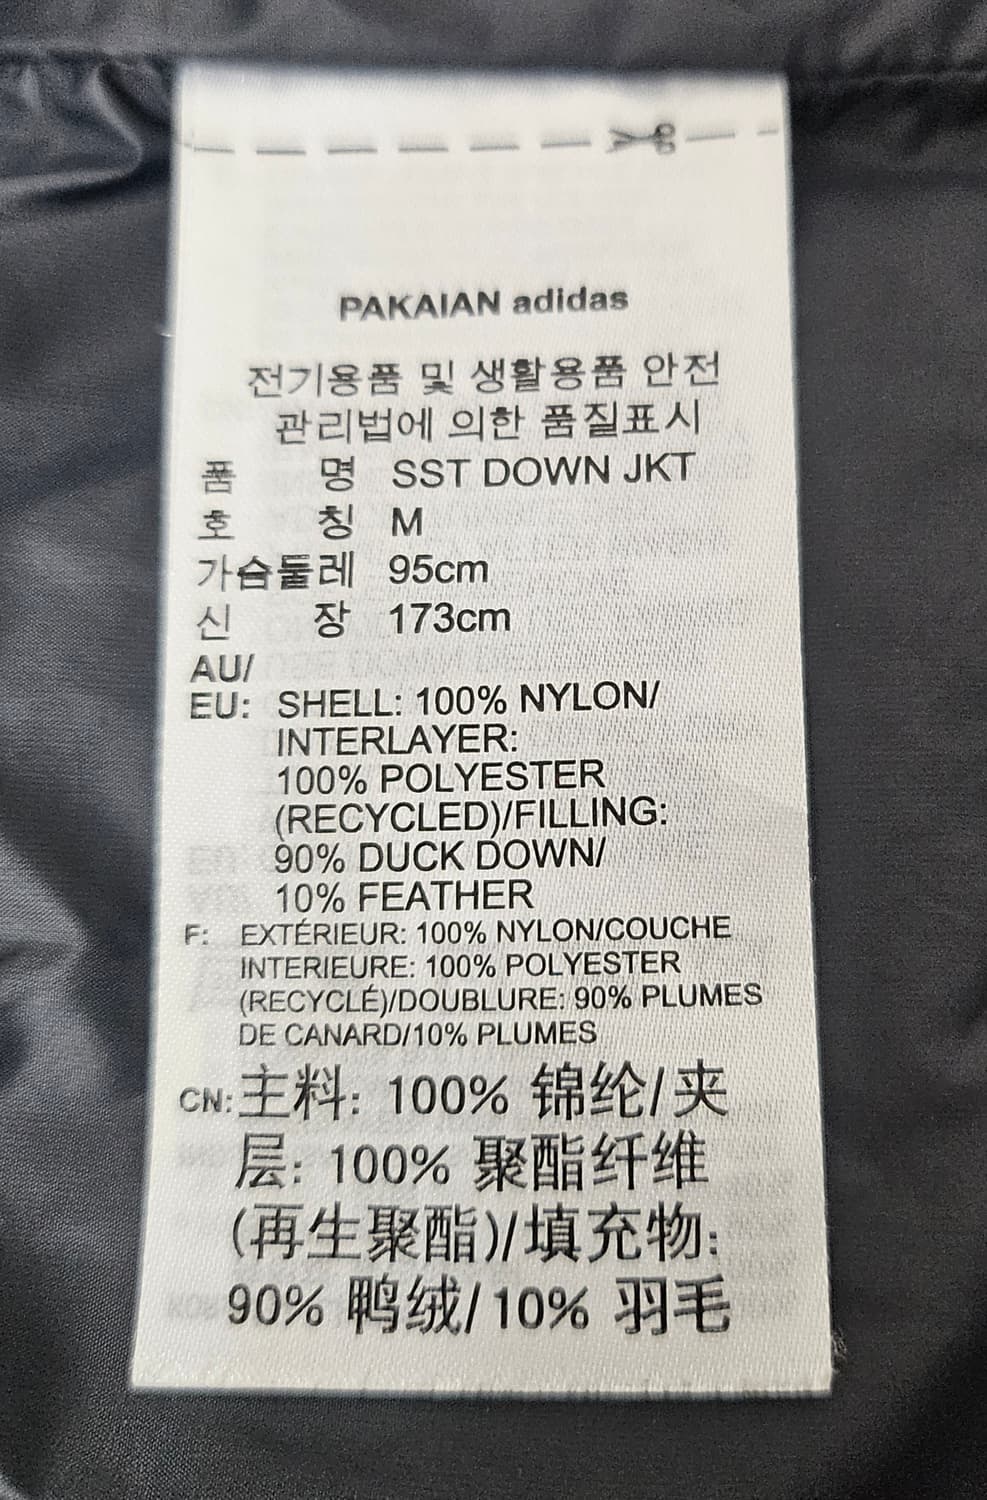 PAKAIAN adidas
전기용품 및 생활용품 안전
관리법에 의한 품질표시
품 명 SST DOWN JKT
호 칭 M
가슴둘레 95cm
신 장 173cm
AU/
EU: SHELL: 100% NYLON/
INTERLAYER:
100% POLYESTER
(RECYCLED)/FILLING:
90% DUCK DOWN/
10% FEATHER
F: EXTÉRIEUR: 100% NYLON/COUCHE
INTERIEURE: 100% POLYESTER
(RECYCLÉ)/DOUBLURE: 90% PLUMES
DE CANARD/10% PLUMES
CN: 主料: 100% 锦纶/夹
层: 100% 聚酯纤维
(再生聚酯)/填充物:
90% 鸭绒/10% 羽毛